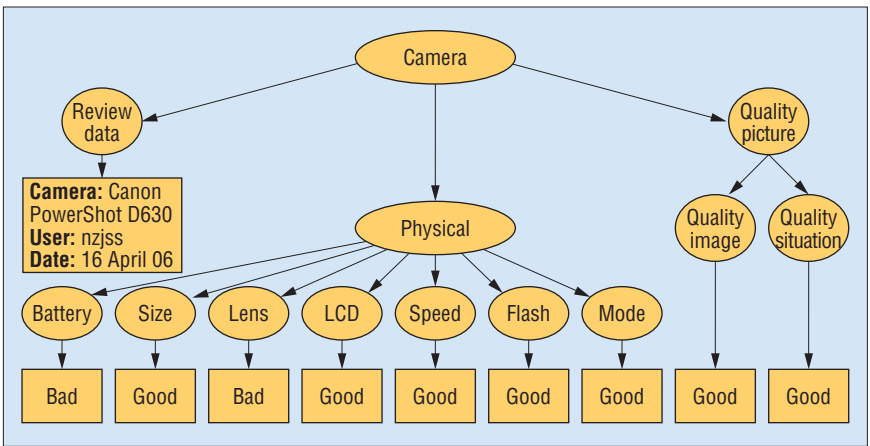 Camera
Review
data
Quality
picture
Camera: Canon
PowerShot D630
User: nzjss
Date: 16 April 06
Physical
Quality
image
Quality
situation
Battery
Size
Lens
LCD
Speed
Flash
Mode
Bad
Good
Bad
Good
Good
Good
Good
Good
Good